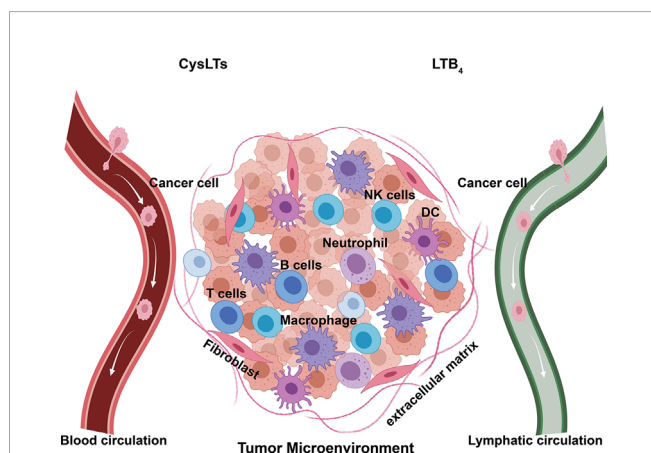 CysLTs
LTB4
Cancer cell
NK cells
Cancer cell
DC
Neutrophil
B cells
T cells
Macrophage
Fibroblast
extracellular matrix
Blood circulation
Tumor Microenvironment
Lymphatic circulation